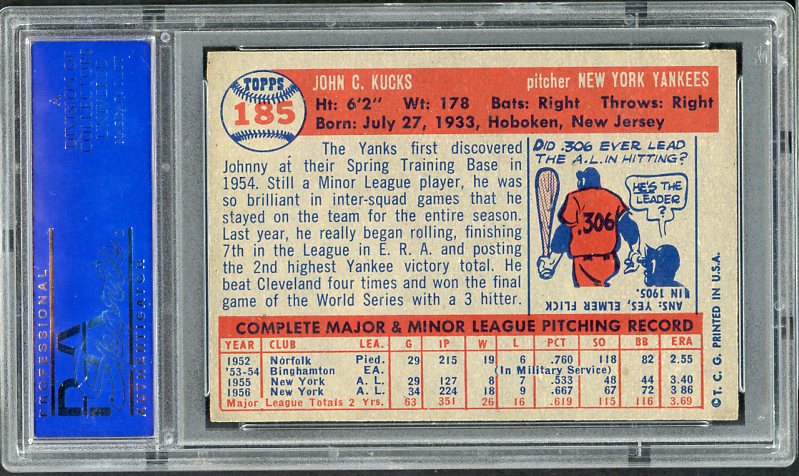 TOPPS
185
JOHN C. KUCKS pitcher NEW YORK YANKEES
Ht: 6'2" Wt: 178 Bats: Right Throws: Right
Born: July 27, 1933, Hoboken, New Jersey
The Yanks first discovered
Johnny at their Spring Training Base in
1954. Still a Minor League player, he was
so brilliant in inter-squad games that he
stayed on the team for the entire season.
Last year, he really began rolling, finishing
7th in the League in E. R. A. and posting
the 2nd highest Yankee victory total. He
beat Cleveland four times and won the final
game of the World Series with a 3 hitter.
DID .306 EVER LEAD
THE A.L. IN HITTING?
HE'S THE
LEADER?
.306
ANS: YES, ELMER FLICK
IN 1905.
COMPLETE MAJOR & MINOR LEAGUE PITCHING RECORD
YEAR CLUB LEA. G IP W L PCT SO BB ERA
1952 Norfolk Pied. 29 215 19 6 .760 118 82 2.55
'53-54 Binghamton EA. (In Military Service)
1955 New York A. L. 29 127 8 7 .533 48 44 3.40
1956 New York A. L. 34 224 18 9 .667 67 72 3.86
Major League Totals 2 Yrs. 63 351 26 16 .619 115 116 3.69
© T. C. G. PRINTED IN U.S.A.
PROFESSIONAL
PSA
Sports
AUTHENTICATOR
A
DIVISION OF
COLLECTORS
UNIVERSE